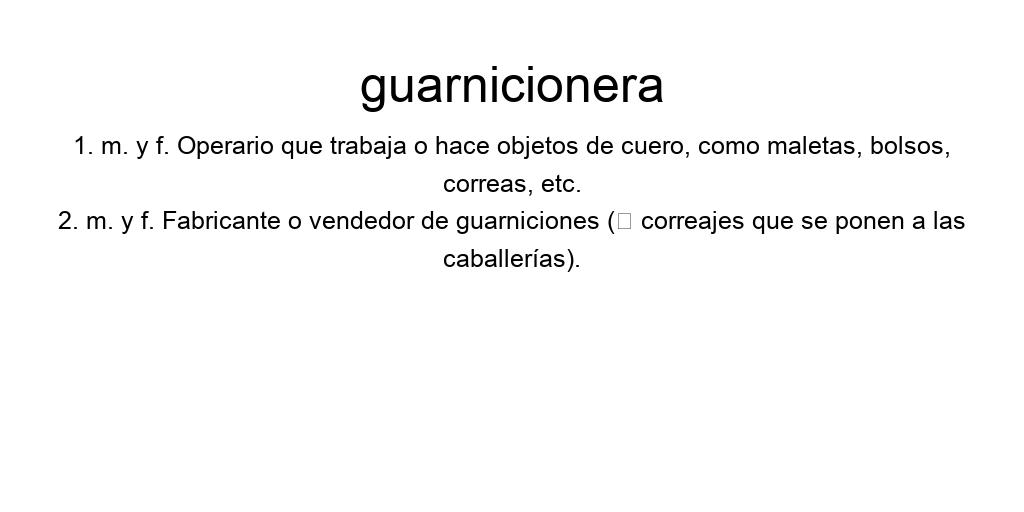 guarnicionera
1. m. y f. Operario que trabaja o hace objetos de cuero, como maletas, bolsos,
correas, etc.
2. m. y f. Fabricante o vendedor de guarniciones (▯ correajes que se ponen a las
caballerías).